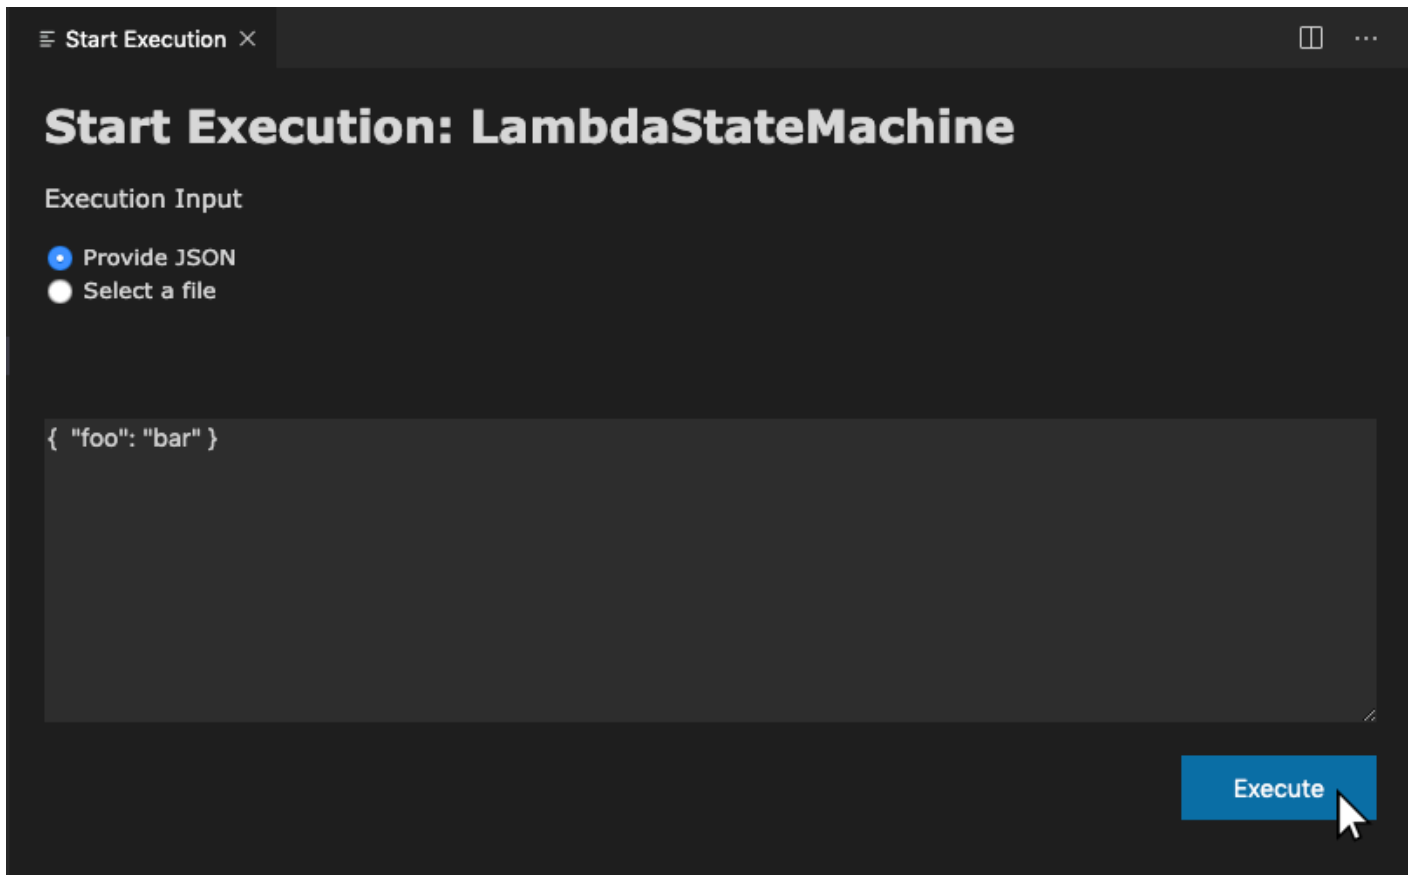 Start Execution
Start Execution: LambdaStateMachine
Execution Input
Provide JSON
Select a file
{  "foo": "bar" }
Execute